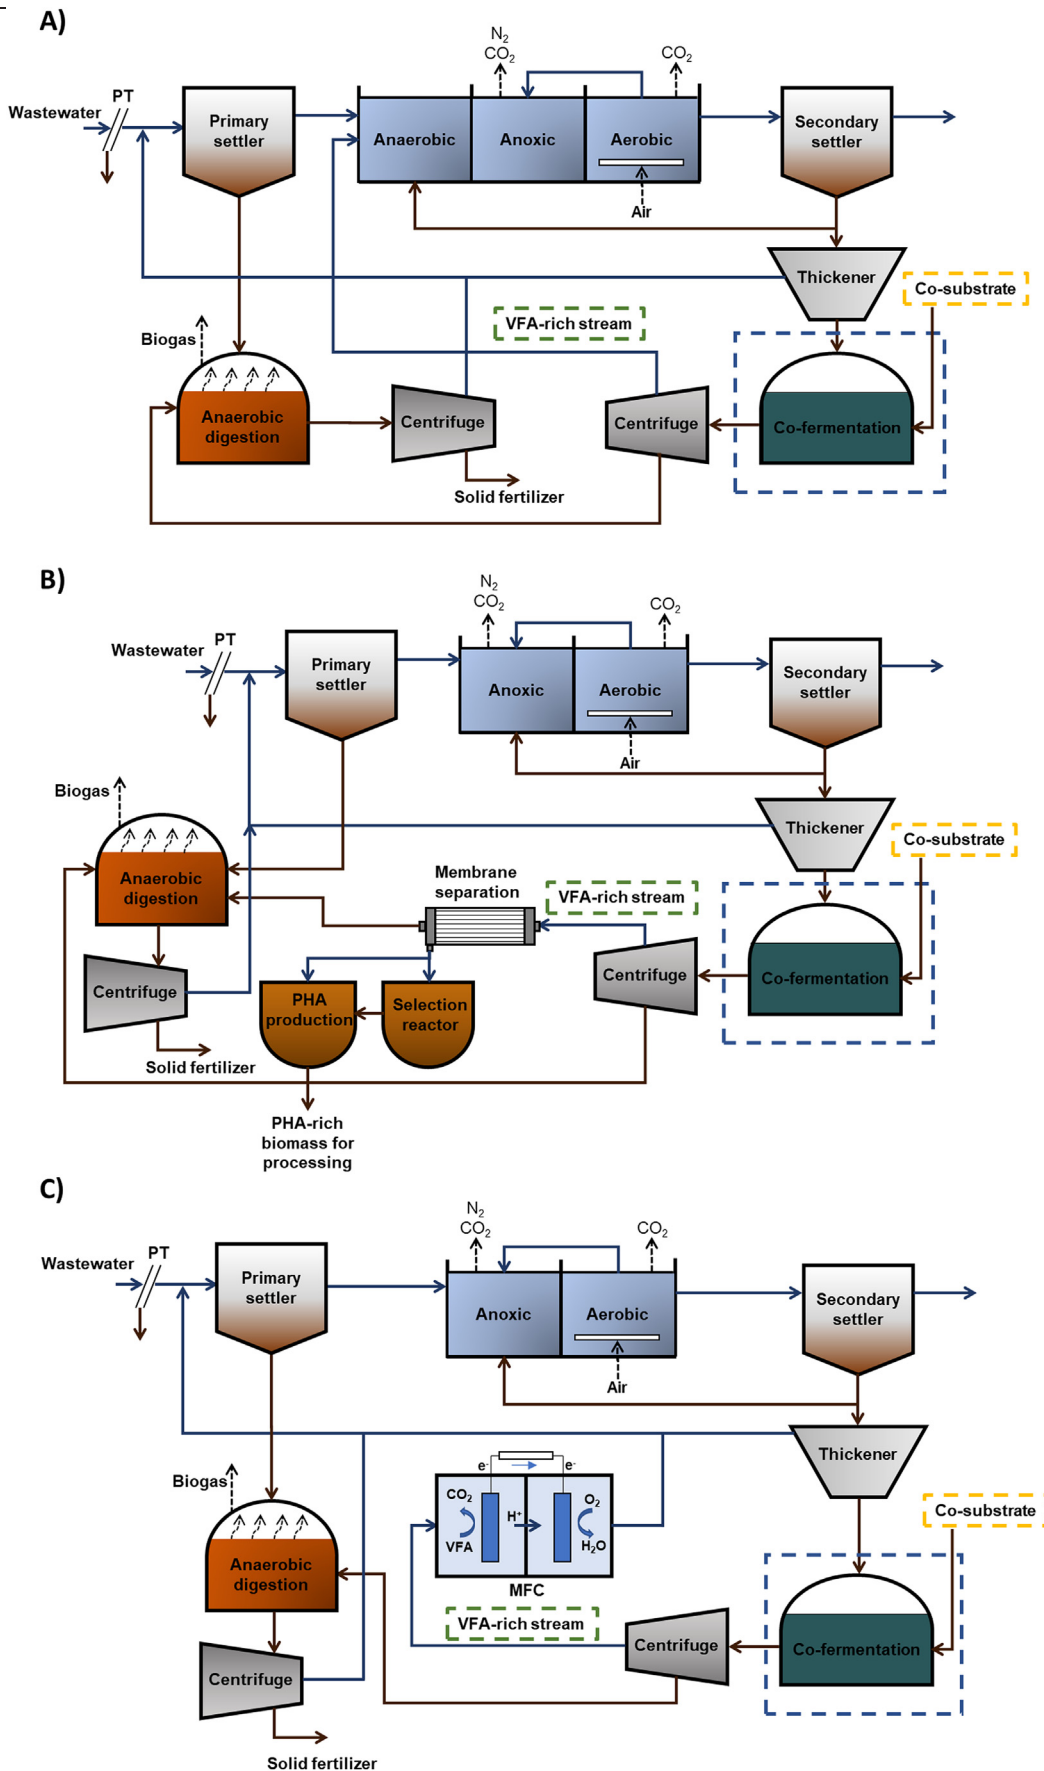 A)
N₂
CO₂
CO₂
PT
Wastewater
Primary
settler
Anaerobic
Anoxic
Aerobic
Secondary
settler
Air
Thickener
Co-substrate
VFA-rich stream
Biogas
Anaerobic
digestion
Centrifuge
Centrifuge
Co-fermentation
Solid fertilizer
B)
N₂
CO₂
CO₂
PT
Wastewater
Primary
settler
Anoxic
Aerobic
Secondary
settler
Air
Biogas
Thickener
Co-substrate
Anaerobic
digestion
Membrane
separation
VFA-rich stream
Centrifuge
Co-fermentation
Centrifuge
PHA
production
Selection
reactor
Solid fertilizer
PHA-rich
biomass for
processing
C)
N₂
CO₂
CO₂
PT
Wastewater
Primary
settler
Anoxic
Aerobic
Secondary
settler
Air
Thickener
Biogas
e⁻
e⁻
CO₂
H⁺
O₂
VFA
H₂O
MFC
Co-substrate
Anaerobic
digestion
VFA-rich stream
Centrifuge
Co-fermentation
Centrifuge
Solid fertilizer